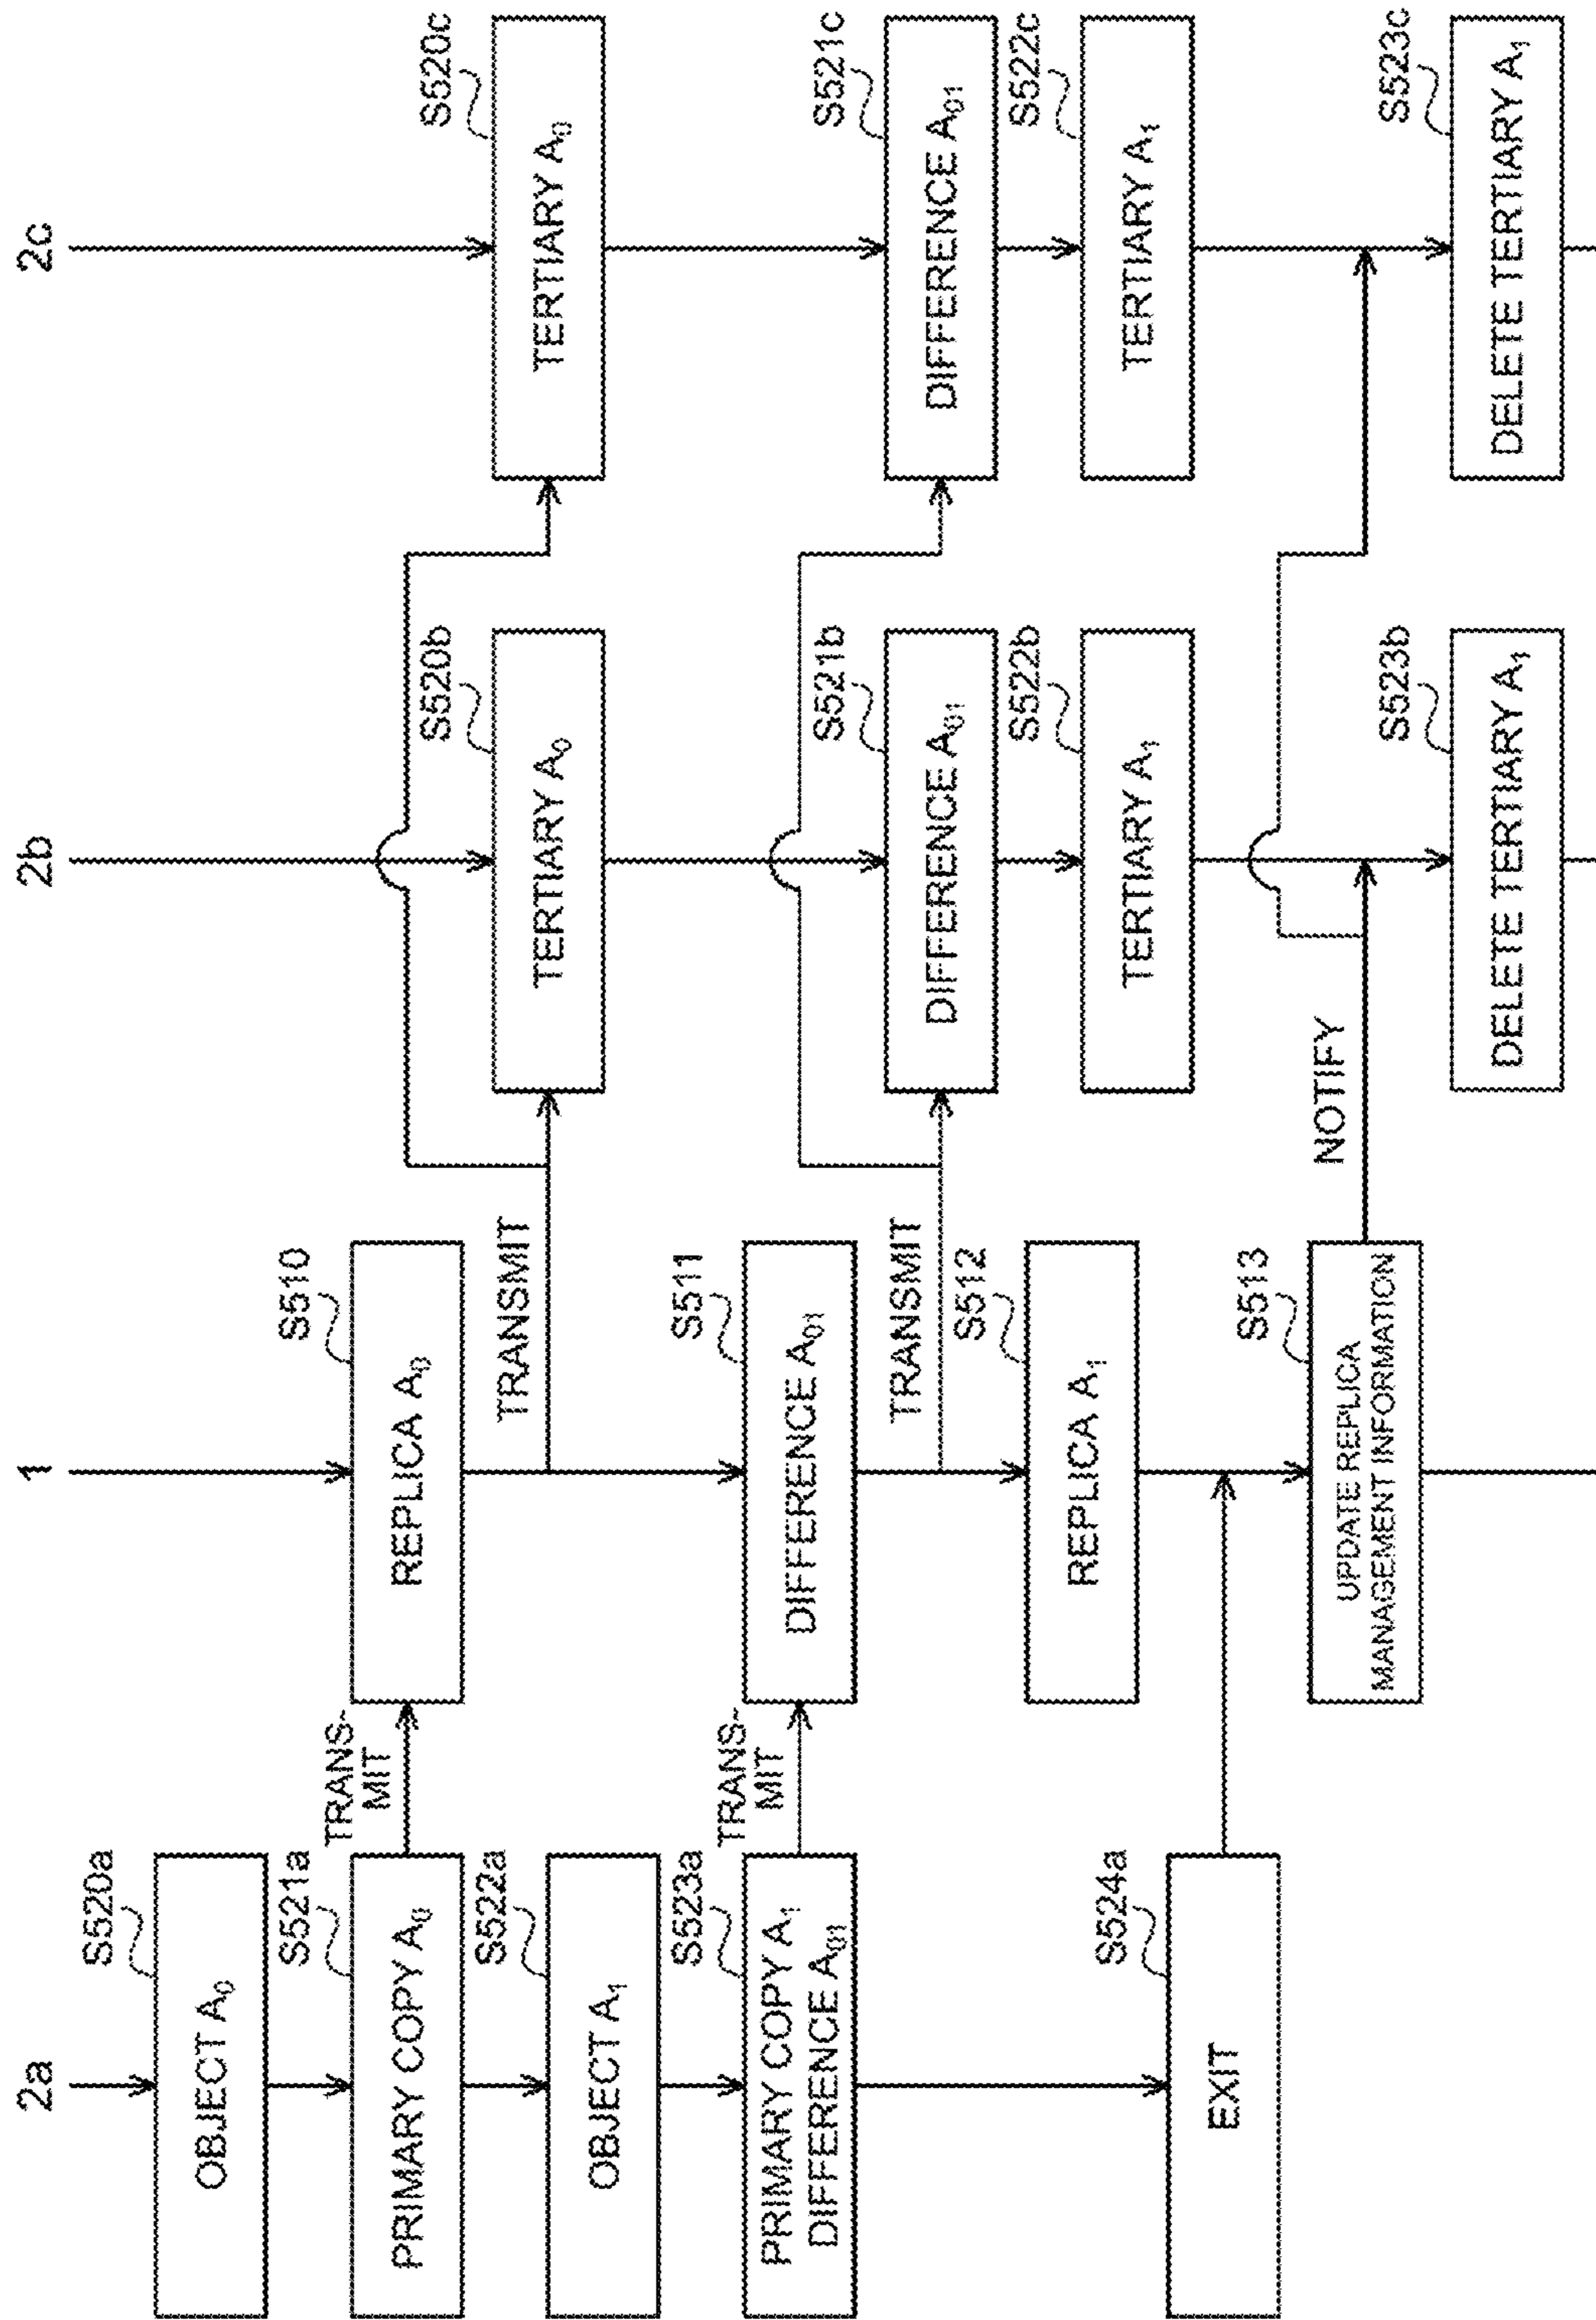 2a
1
2b
2c
S520a
OBJECT A₀
S521a
PRIMARY COPY A₀
TRANS-
MIT
S510
REPLICA A₀
TRANSMIT
S520b
TERTIARY A₀
S520c
TERTIARY A₀
S522a
OBJECT A₁
S523a
PRIMARY COPY A₁
DIFFERENCE A₀₁
TRANS-
MIT
S511
DIFFERENCE A₀₁
TRANSMIT
S521b
DIFFERENCE A₀₁
S521c
DIFFERENCE A₀₁
S512
REPLICA A₁
S522b
TERTIARY A₁
S522c
TERTIARY A₁
S524a
EXIT
S513
UPDATE REPLICA
MANAGEMENT INFORMATION
NOTIFY
S523b
DELETE TERTIARY A₁
S523c
DELETE TERTIARY A₁